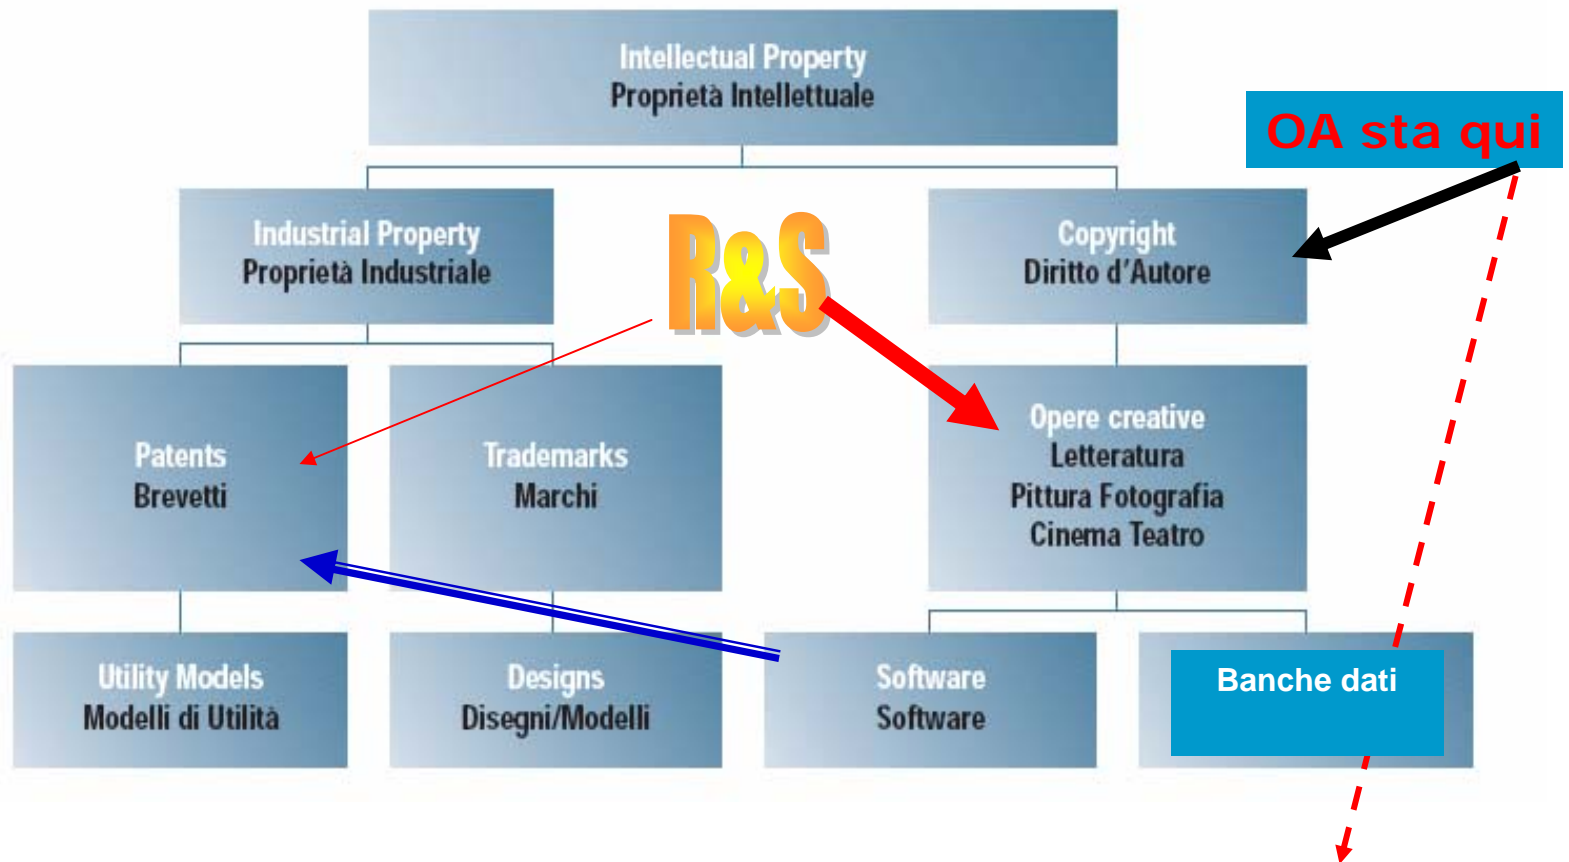 Intellectual Property
Proprietà Intellettuale
OA sta qui
Industrial Property
Proprietà Industriale
R&S
Copyright
Diritto d'Autore
Patents
Brevetti
Trademarks
Marchi
Opere creative
Letteratura
Pittura Fotografia
Cinema Teatro
Utility Models
Modelli di Utilità
Designs
Disegni/Modelli
Software
Software
Banche dati